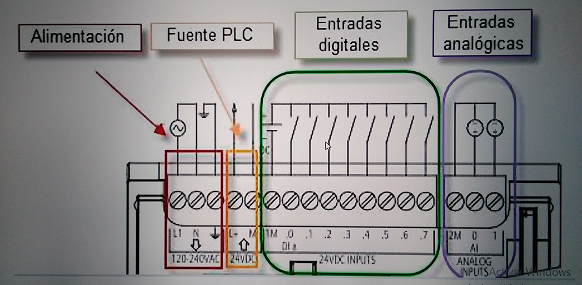 Alimentación
Fuente PLC
Entradas
digitales
Entradas
analógicas
DC
L1 N
L+ M
1M .0 .1 .2 .3 .4 .5 .6 .7
2M 0 1
DI a
AI
120-240VAC
24VDC
24VDC INPUTS
ANALOG
INPUTS
Windows